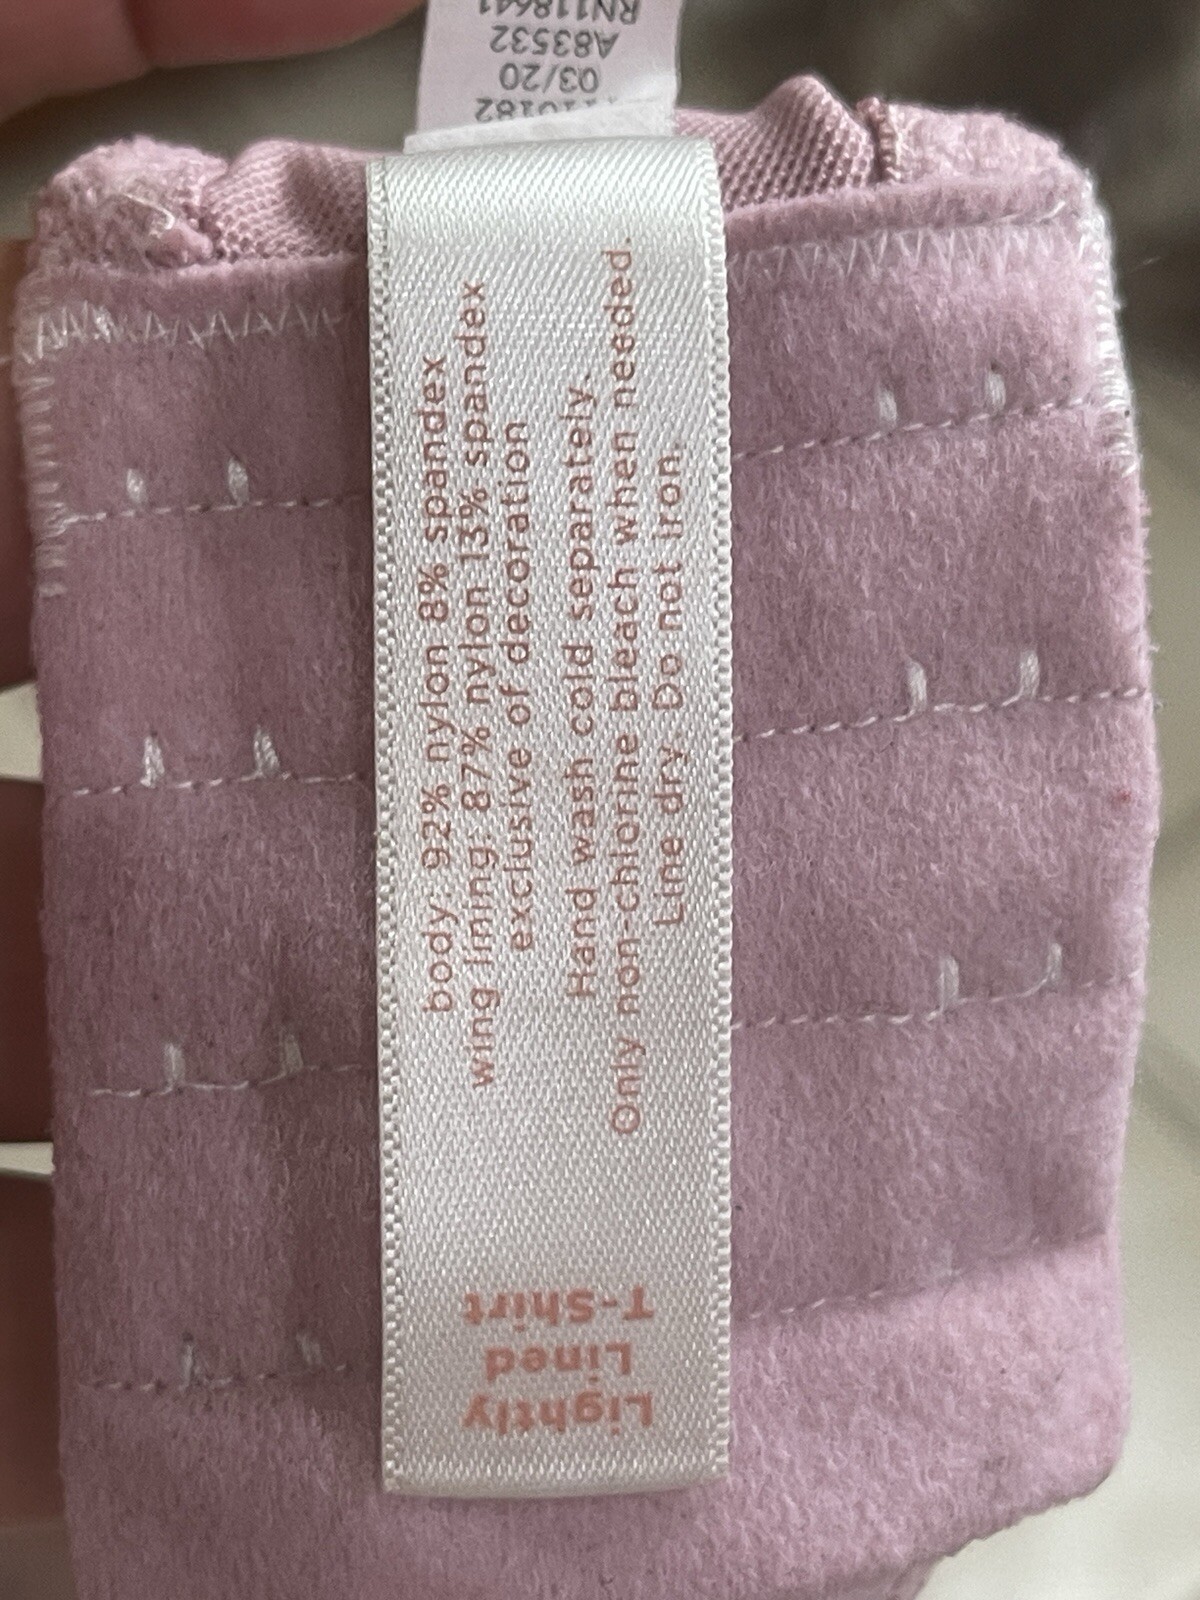 body: 92% nylon 8% spandex
wing lining: 87% nylon 13% spandex
exclusive of decoration
Hand wash cold separately.
Only non-chlorine bleach when needed.
Line dry. Do not iron.
Lightly
Lined
T-Shirt
03/20
A83532
RN118641